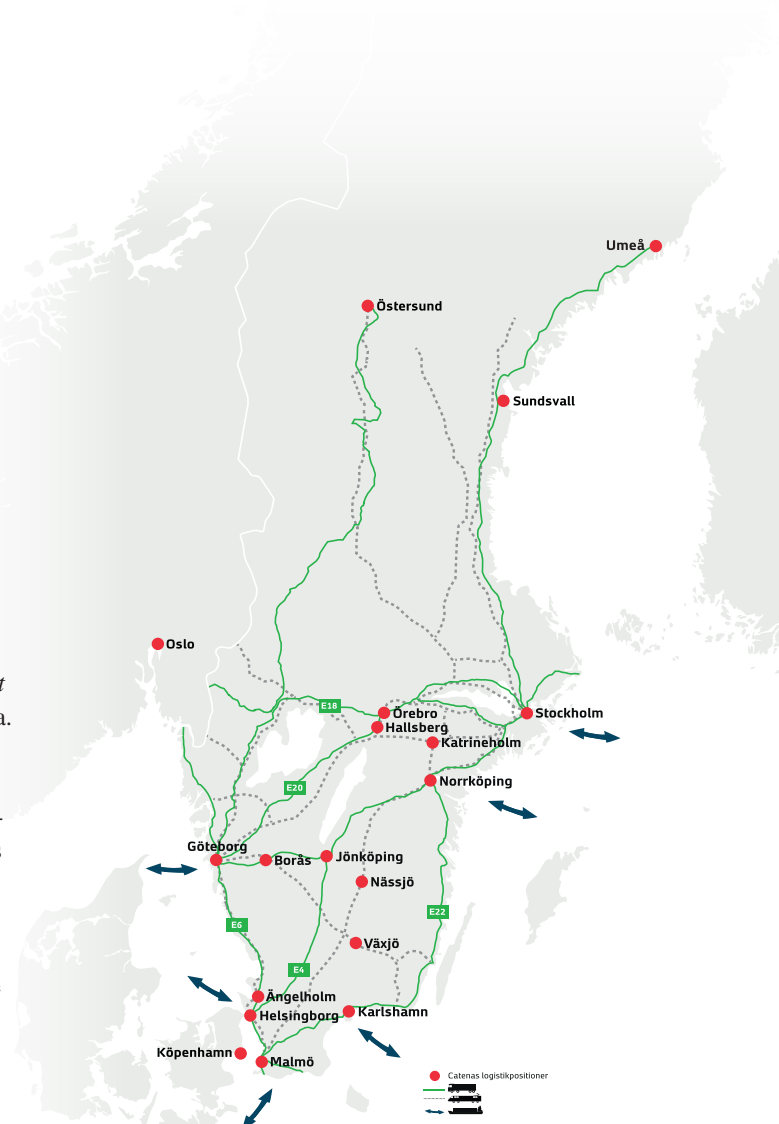 Umeå
Östersund
Sundsvall
Oslo
t
a.
E18
Örebro
Stockholm
Hallsberg
Katrineholm
Norrköping
E20
-
s
Göteborg
Borås
Jönköping
Nässjö
E22
E6
Växjö
E4
Ängelholm
Helsingborg
Karlshamn
Köpenhamn
Malmö
Catenas logistikpositioner